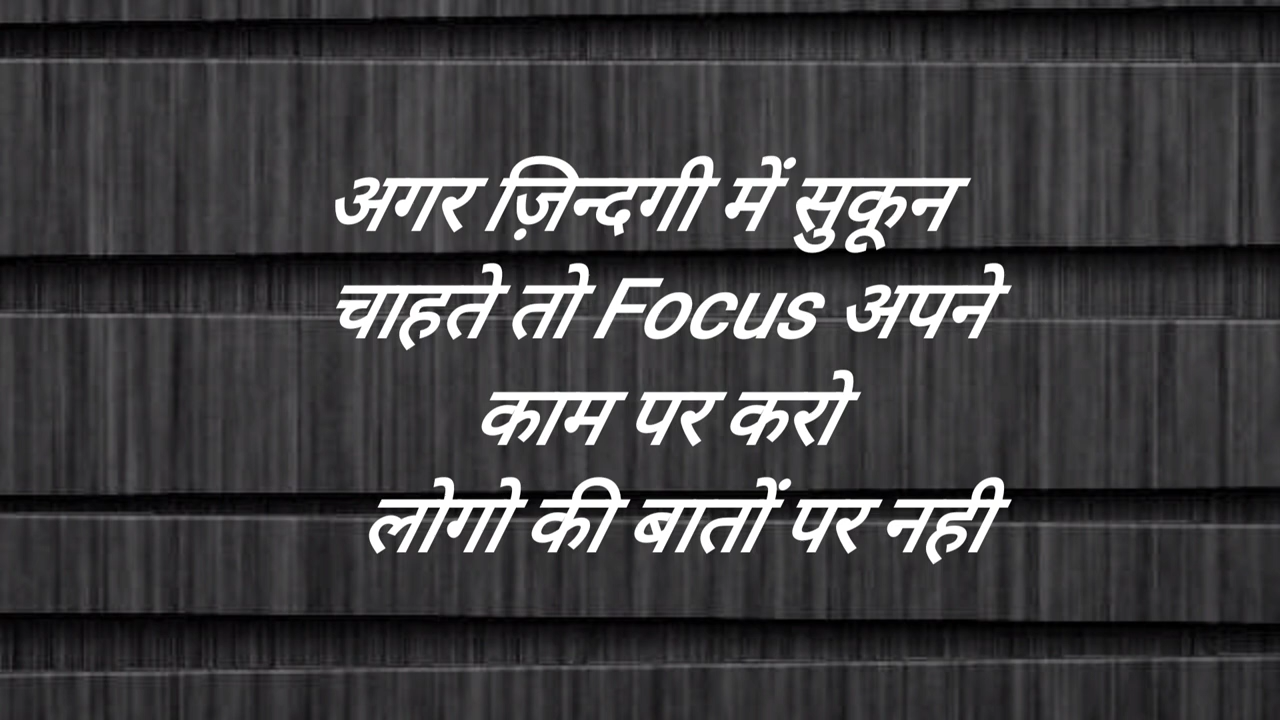 अगर ज़िन्दगी में सुकून
चाहते तो Focus अपने
काम पर करो
लोगो की बातों पर नही